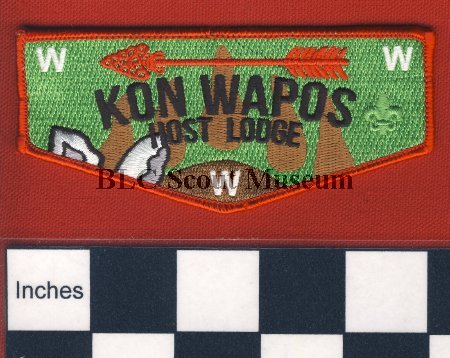 W W
KON WAPOS
HOST LODGE
BLC Scout Museum
W
Inches